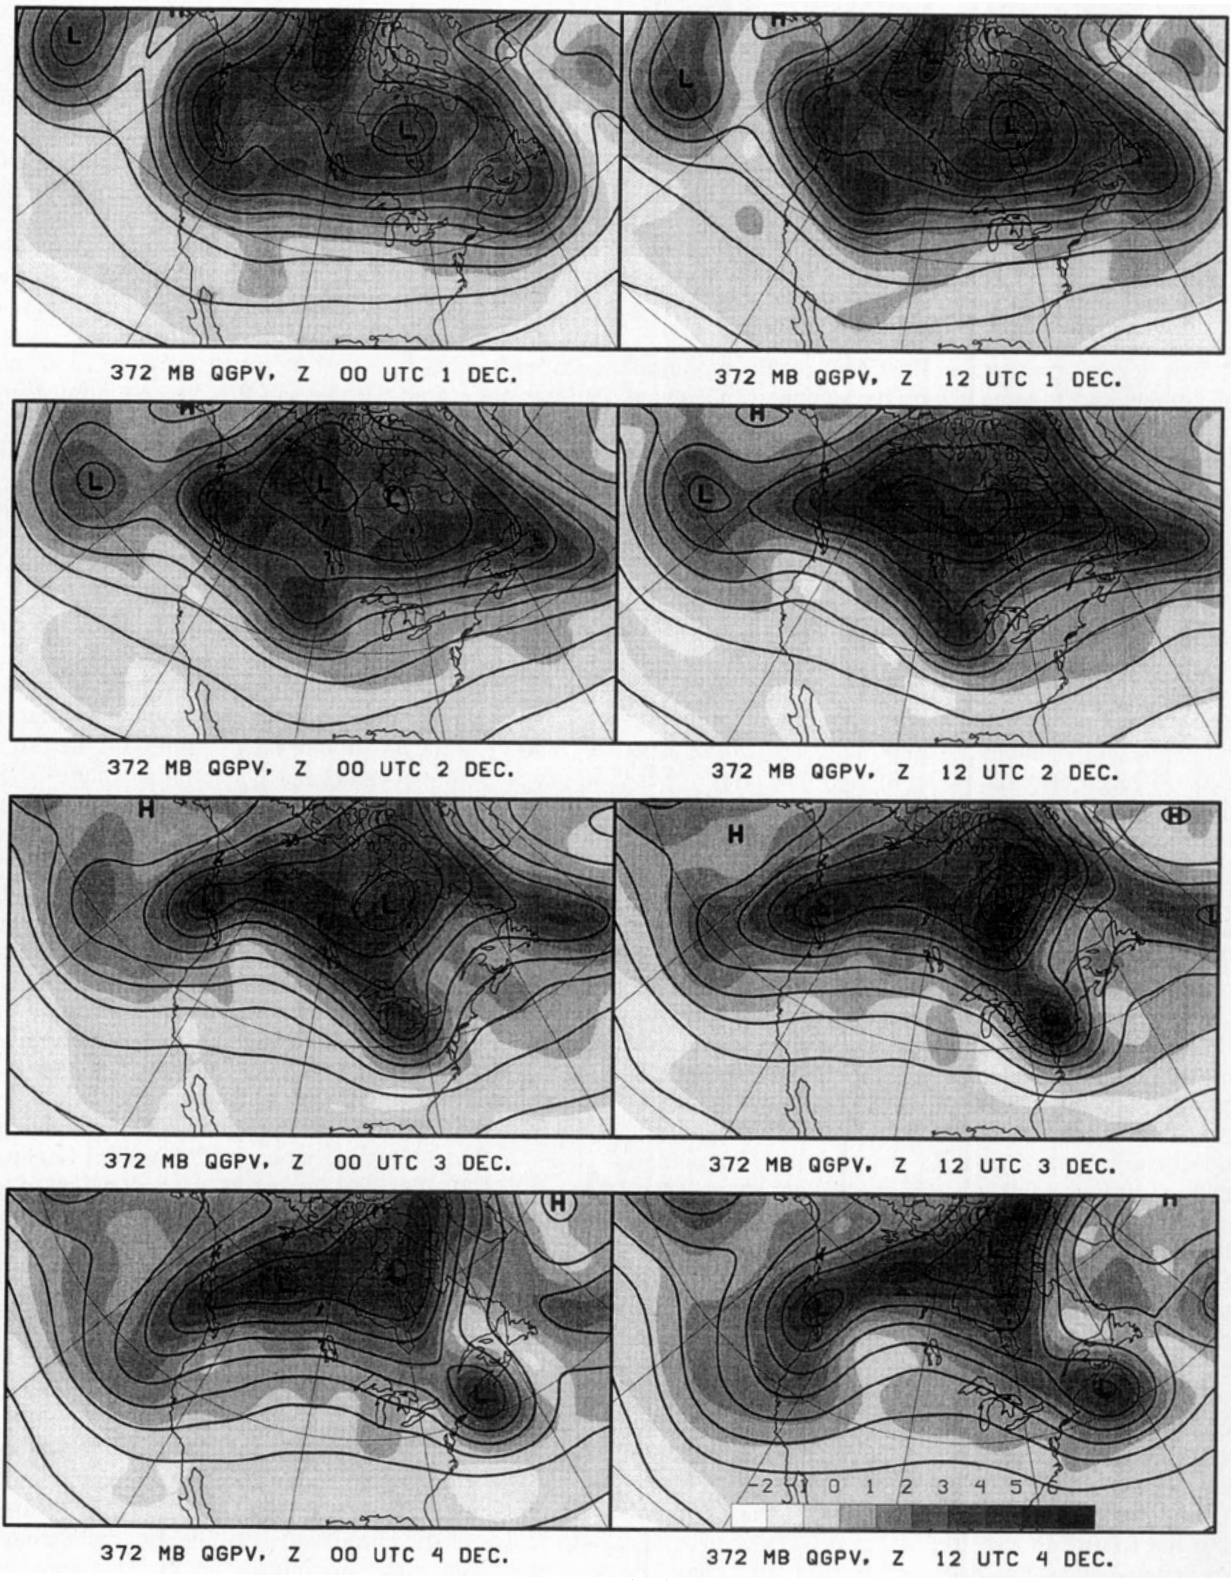 H
L
L
372 MB QGPV, Z 00 UTC 1 DEC.
H
L
L
L
372 MB QGPV, Z 12 UTC 1 DEC.
H
L
L
L
372 MB QGPV, Z 00 UTC 2 DEC.
H
L
L
372 MB QGPV, Z 12 UTC 2 DEC.
H
L
L
372 MB QGPV, Z 00 UTC 3 DEC.
H
H
L
L
L
372 MB QGPV, Z 12 UTC 3 DEC.
H
L
L
L
372 MB QGPV, Z 00 UTC 4 DEC.
H
L
L
L
-2 0 1 2 3 4 5 6
372 MB QGPV, Z 12 UTC 4 DEC.